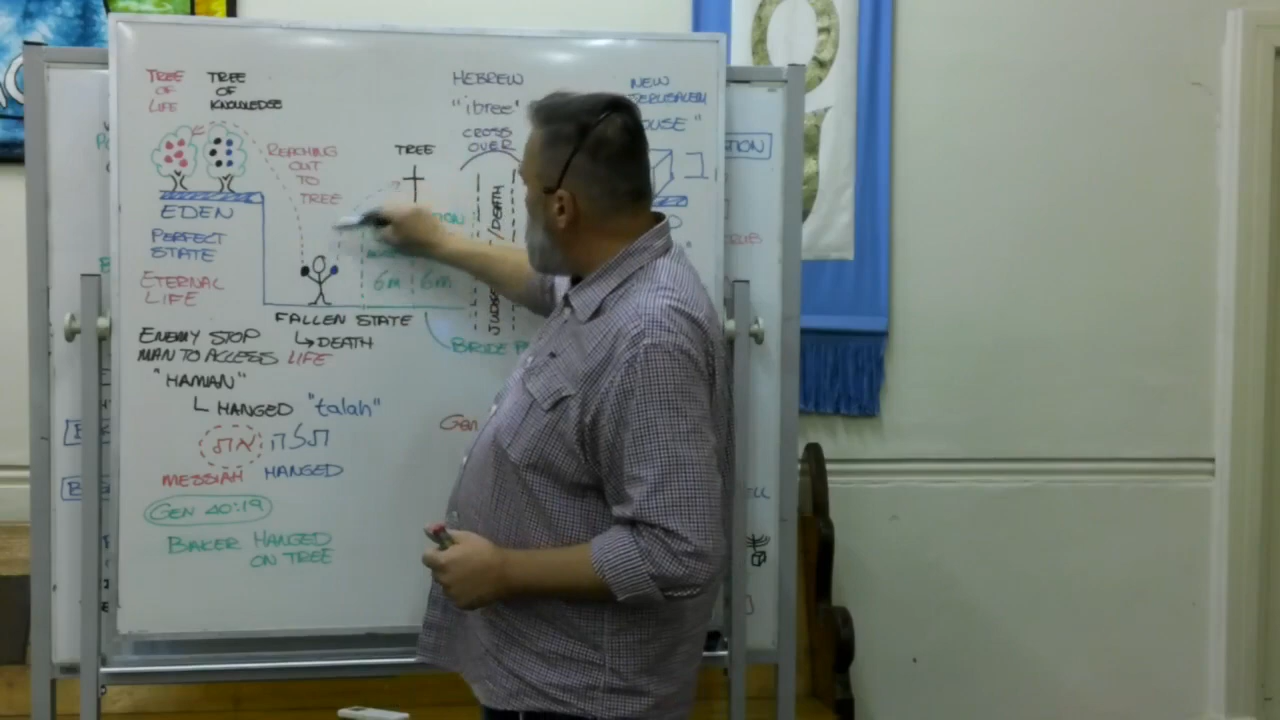 TREE
OF
LIFE
TREE
OF
KNOWLEDGE
REACHING
OUT
TO
TREE
EDEN
PERFECT
STATE
ETERNAL
LIFE
TREE
HEBREW
"ibree"
CROSS
OVER
NEW
JERUSALEM
ב
6m 6m
/DEATH
FALLEN STATE
↳ DEATH
BRIDE
ENEMY STOP
MAN TO ACCESS LIFE
"HAMAN"
HANGED "talah"
את תלה
MESSIAH HANGED
Gen
GEN 40:19
BAKER HANGED
ON TREE